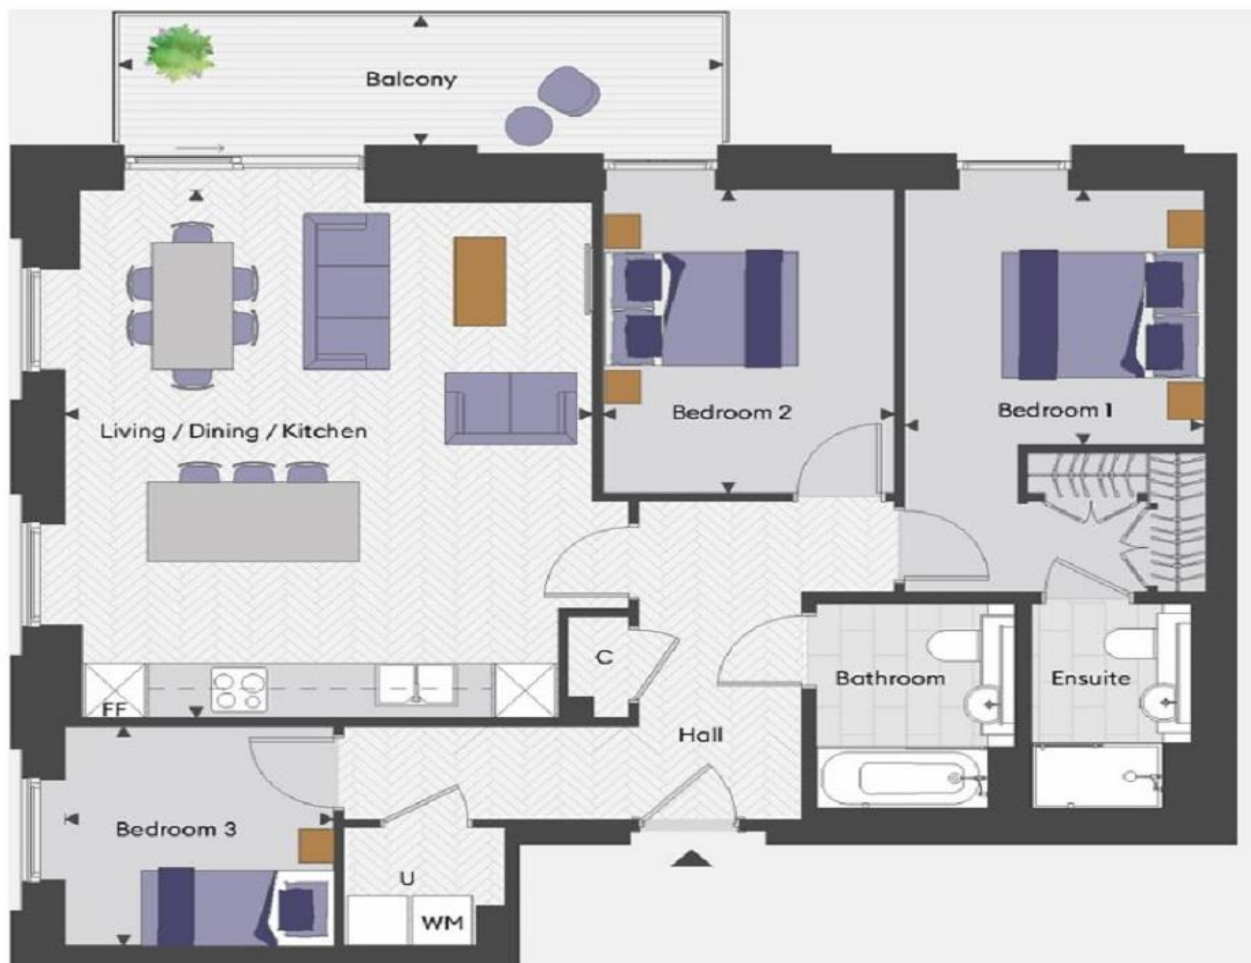 Balcony
Bedroom 2
Bedroom 1
Living / Dining / Kitchen
C
Bathroom
Ensuite
FF
Hall
Bedroom 3
U
WM